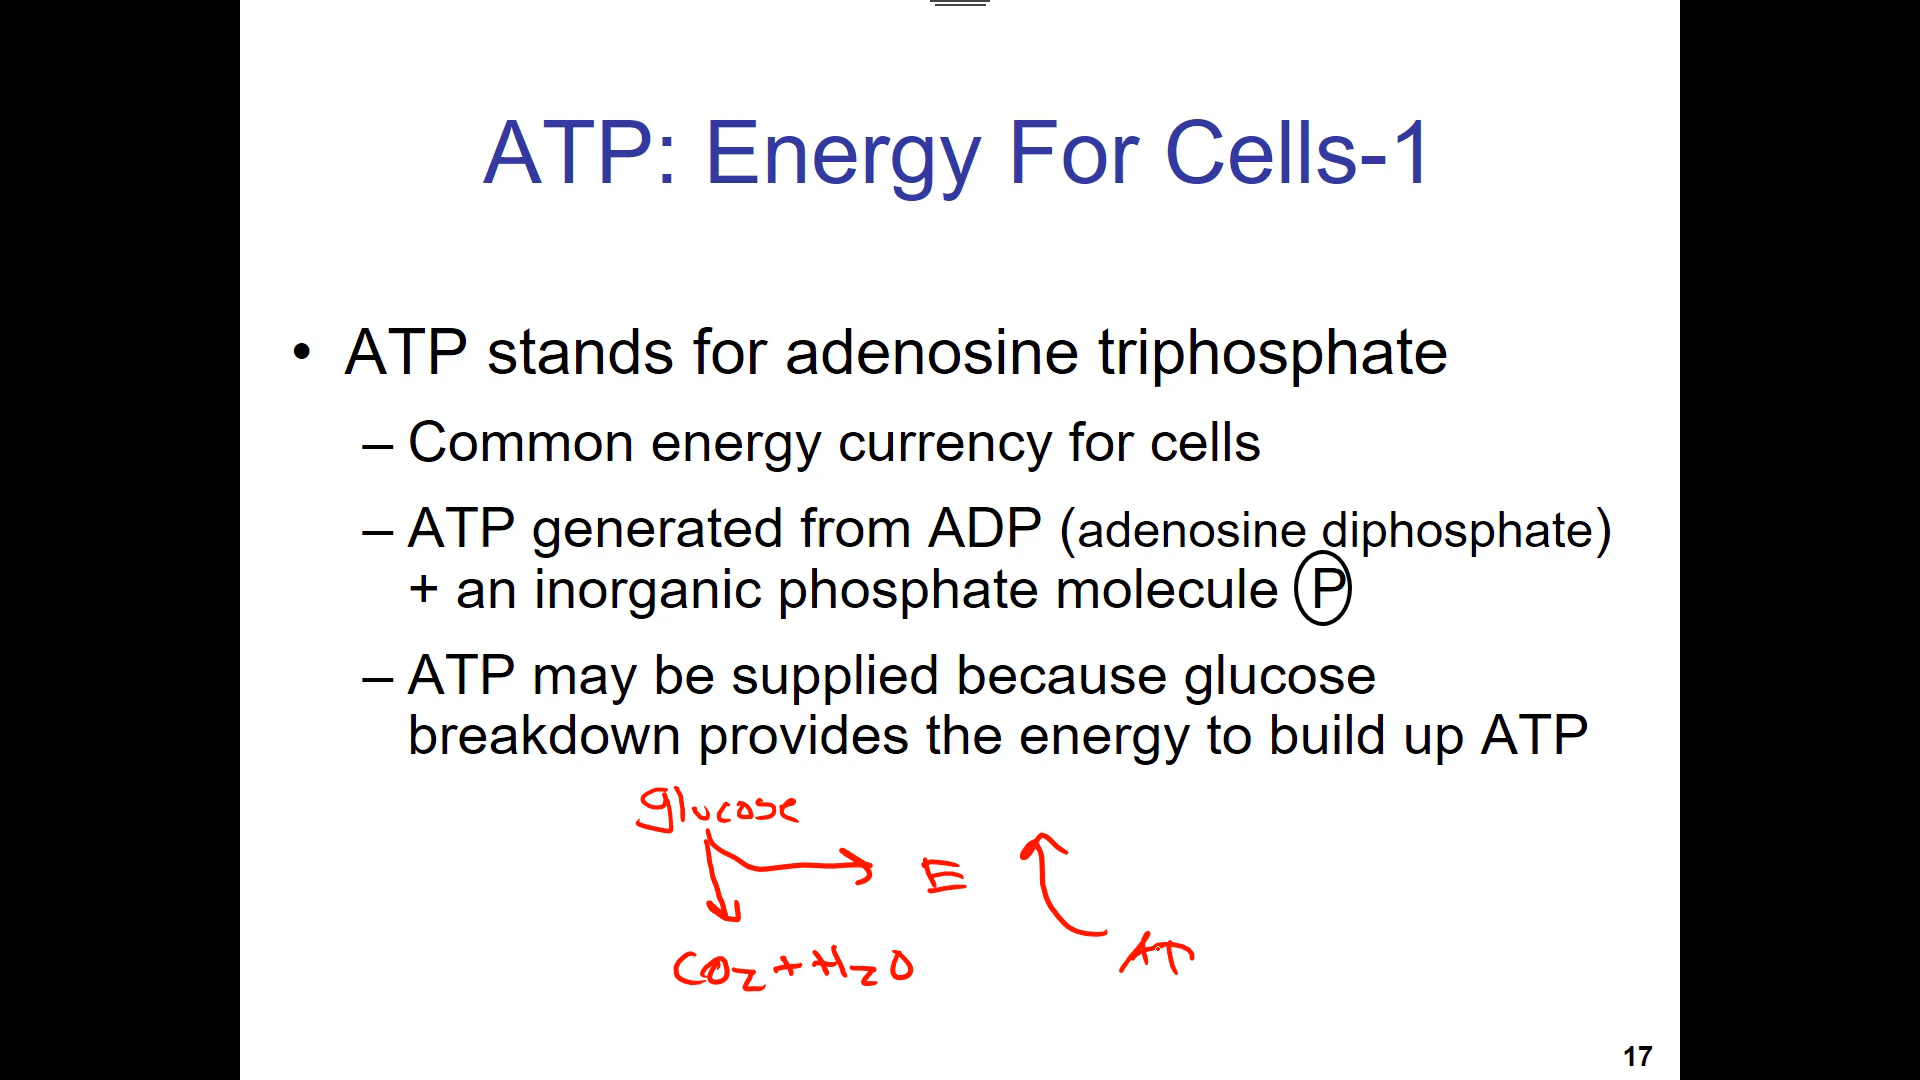 ATP: Energy For Cells-1
• ATP stands for adenosine triphosphate
– Common energy currency for cells
– ATP generated from ADP (adenosine diphosphate)
+ an inorganic phosphate molecule P
– ATP may be supplied because glucose
breakdown provides the energy to build up ATP
glucose
E
AT
CO2 + H2O
17